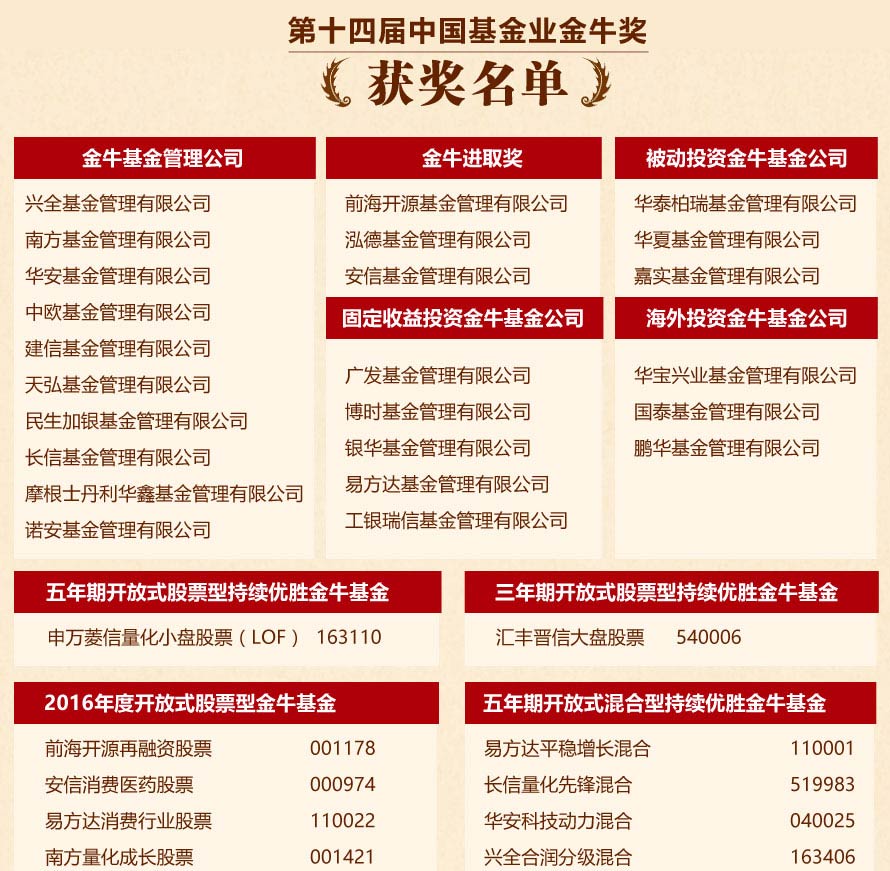 第十四届中国基金业金牛奖
获奖名单
金牛基金管理公司
兴全基金管理有限公司
南方基金管理有限公司
华安基金管理有限公司
中欧基金管理有限公司
建信基金管理有限公司
天弘基金管理有限公司
民生加银基金管理有限公司
长信基金管理有限公司
摩根士丹利华鑫基金管理有限公司
诺安基金管理有限公司
金牛进取奖
前海开源基金管理有限公司
泓德基金管理有限公司
安信基金管理有限公司
固定收益投资金牛基金公司
广发基金管理有限公司
博时基金管理有限公司
银华基金管理有限公司
易方达基金管理有限公司
工银瑞信基金管理有限公司
被动投资金牛基金公司
华泰柏瑞基金管理有限公司
华夏基金管理有限公司
嘉实基金管理有限公司
海外投资金牛基金公司
华宝兴业基金管理有限公司
国泰基金管理有限公司
鹏华基金管理有限公司
五年期开放式股票型持续优胜金牛基金
申万菱信量化小盘股票（LOF） 163110
三年期开放式股票型持续优胜金牛基金
汇丰晋信大盘股票 540006
2016年度开放式股票型金牛基金
前海开源再融资股票 001178
安信消费医药股票 000974
易方达消费行业股票 110022
南方量化成长股票 001421
五年期开放式混合型持续优胜金牛基金
易方达平稳增长混合 110001
长信量化先锋混合 519983
华安科技动力混合 040025
兴全合润分级混合 163406